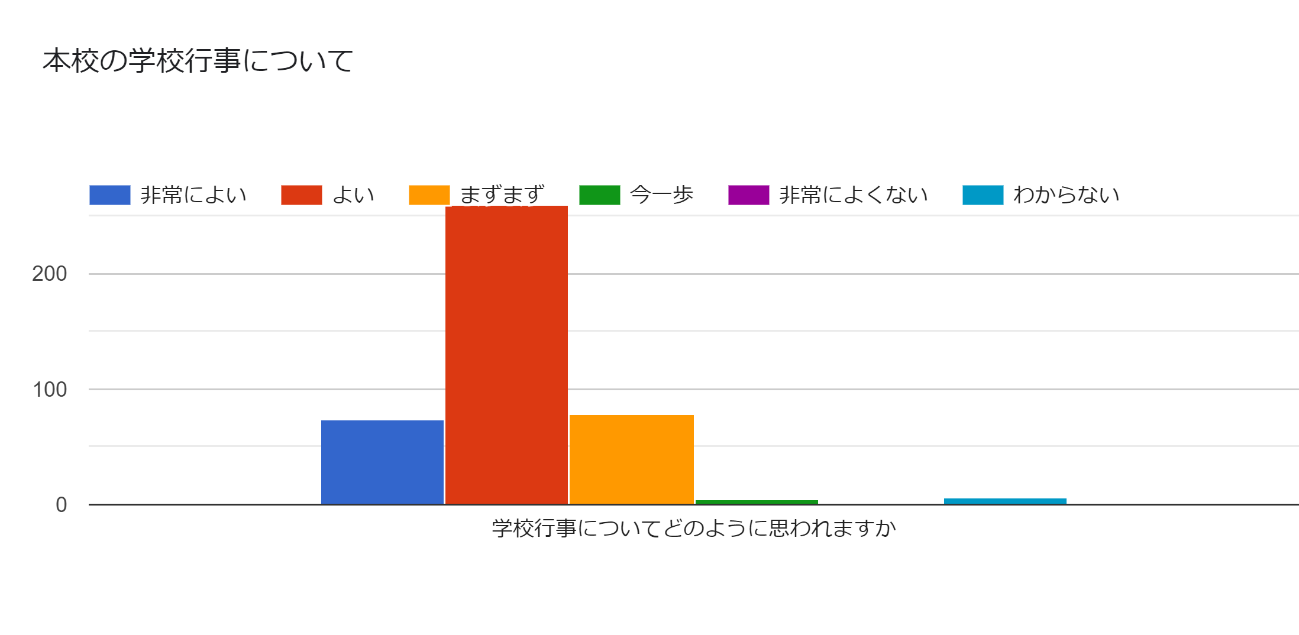 本校の学校行事について
非常によい よい まずまず 今一歩 非常によくない わからない
200
100
0
学校行事についてどのように思われますか